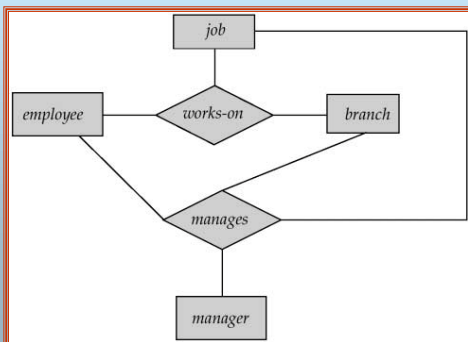 job
employee
works-on
branch
manages
manager